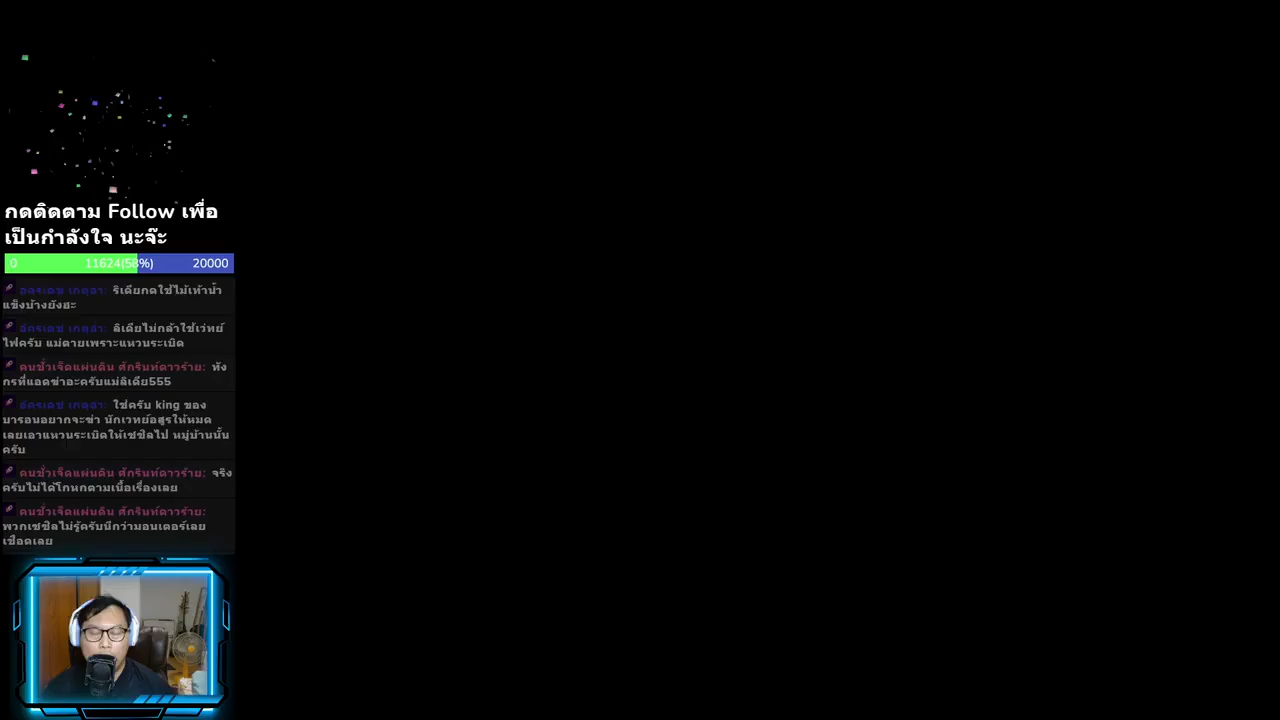 กดติดตาม Follow เพื่อ
เป็นกำลังใจ นะจ๊ะ
0 11624(58%) 20000
ริเดียกดใช้ไม้เท้าน้ำ
แข็งบ้างยังฮะ
ลิเดียไม่กล้าใช้เวทย์
ไฟครับ แม่ตายเพราะแหวนระเบิด
คนชั่วเจ็ดแผ่นดิน ศักรินท์ดาวร้าย: ทัง
กรที่แอดฆ่าอะครับแม่ลิเดีย555
ใช่ครับ king ของ
บารอนอยากจะฆ่า นักเวทย์อสูรให้หมด
เลยเอาแหวนระเบิดให้เซซิลไป หมู่บ้านนั้น
ครับ
คนชั่วเจ็ดแผ่นดิน ศักรินท์ดาวร้าย: จริง
ครับไม่ได้โกหกตามเนื้อเรื่องเลย
คนชั่วเจ็ดแผ่นดิน ศักรินท์ดาวร้าย:
พวกเซซิลไม่รู้ครับนึกว่ามอนเตอร์เลย
เชือดเลย